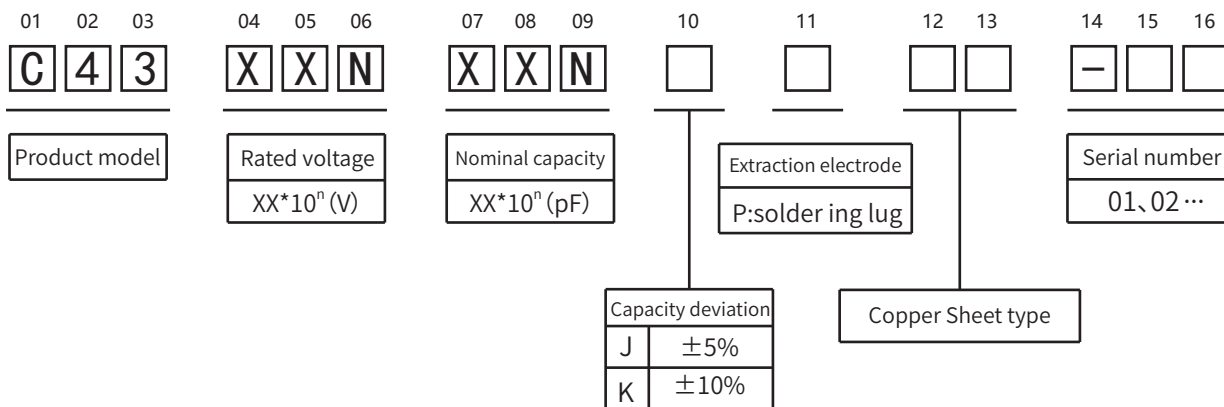 01 02 03 04 05 06 07 08 09 10 11 12 13 14 15 16
C 4 3 X X N X X N –
Product model
Rated voltage
XX*10ⁿ (V)
Nominal capacity
XX*10ⁿ (pF)
Extraction electrode
P:solder ing lug
Serial number
01、02…
Capacity deviation
J ±5%
K ±10%
Copper Sheet type